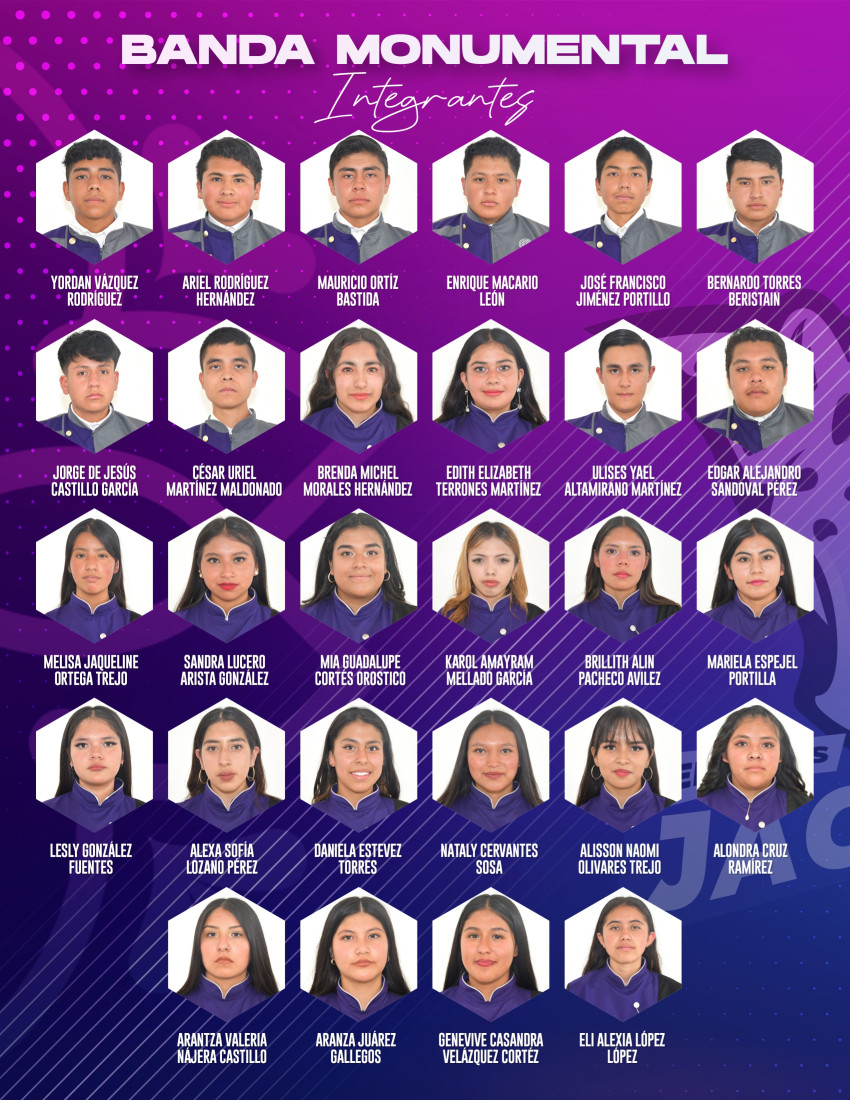 BANDA MONUMENTAL
Integrantes
YORDAN VÁZQUEZ
RODRÍGUEZ
ARIEL RODRÍGUEZ
HERNÁNDEZ
MAURICIO ORTÍZ
BASTIDA
ENRIQUE MACARIO
LEÓN
JOSÉ FRANCISCO
JIMÉNEZ PORTILLO
BERNARDO TORRES
BERISTAIN
JORGE DE JESÚS
CASTILLO GARCÍA
CÉSAR URIEL
MARTÍNEZ MALDONADO
BRENDA MICHEL
MORALES HERNÁNDEZ
EDITH ELIZABETH
TERRONES MARTÍNEZ
ULISES YAEL
ALTAMIRANO MARTÍNEZ
EDGAR ALEJANDRO
SANDOVAL PÉREZ
MELISA JAQUELINE
ORTEGA TREJO
SANDRA LUCERO
ARISTA GONZÁLEZ
MIA GUADALUPE
CORTÉS OROSTICO
KAROL AMAYRAM
MELLADO GARCÍA
BRILLITH ALIN
PACHECO AVILEZ
MARIELA ESPEJEL
PORTILLA
LESLY GONZÁLEZ
FUENTES
ALEXA SOFÍA
LOZANO PÉREZ
DANIELA ESTEVEZ
TORRES
NATALY CERVANTES
SOSA
ALISSON NAOMI
OLIVARES TREJO
ALONDRA CRUZ
RAMÍREZ
ARANTZA VALERIA
NÁJERA CASTILLO
ARANZA JUÁREZ
GALLEGOS
GENEVIVE CASANDRA
VELÁZQUEZ CORTÉZ
ELI ALEXIA LÓPEZ
LÓPEZ